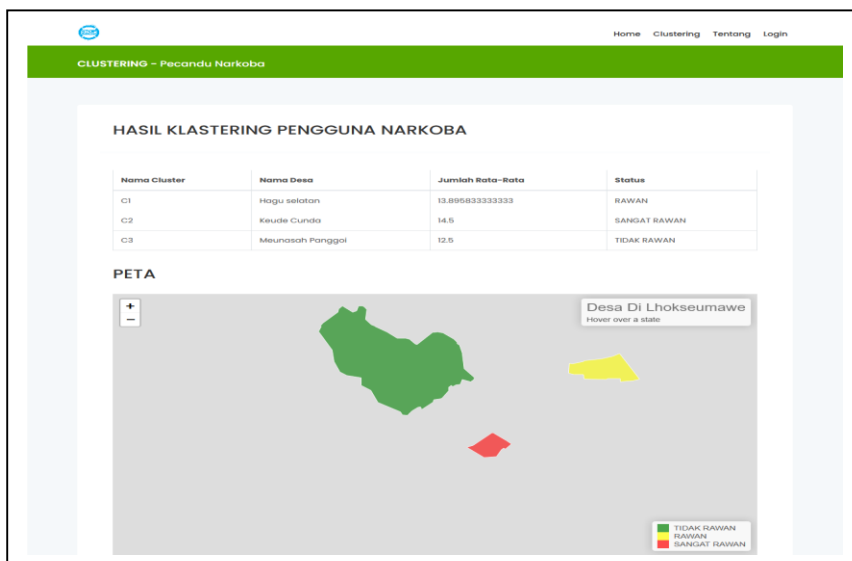 Home Clustering Tentang Login
CLUSTERING - Pecandu Narkoba
HASIL KLASTERING PENGGUNA NARKOBA
Nama Cluster Nama Desa Jumlah Rata-Rata Status
C1 Hagu selatan 13.895833333333 RAWAN
C2 Keude Cunda 14.5 SANGAT RAWAN
C3 Meunasah Panggoi 12.5 TIDAK RAWAN
PETA
+
−
Desa Di Lhokseumawe
Hover over a state
TIDAK RAWAN
RAWAN
SANGAT RAWAN